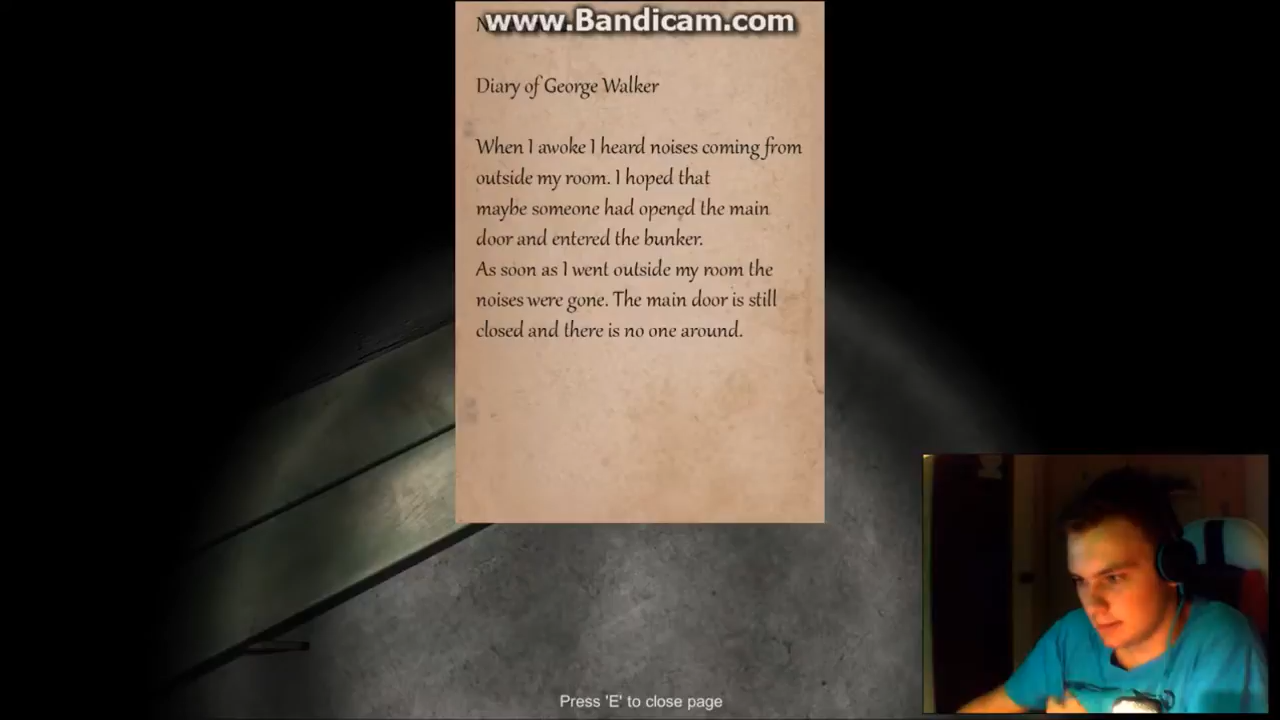 www.Bandicam.com
Diary of George Walker
When I awoke I heard noises coming from
outside my room. I hoped that
maybe someone had opened the main
door and entered the bunker.
As soon as I went outside my room the
noises were gone. The main door is still
closed and there is no one around.
Press 'E' to close page